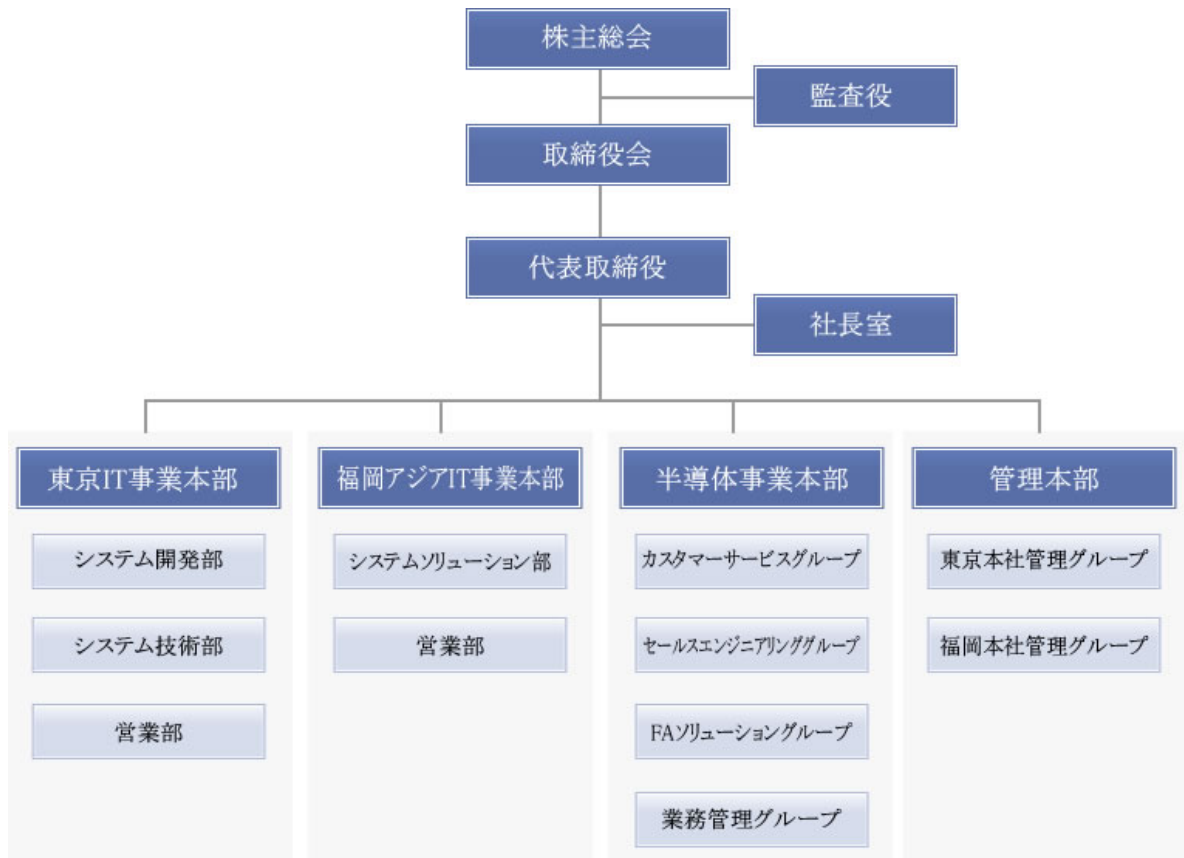 株主総会
監査役
取締役会
代表取締役
社長室
東京IT事業本部
システム開発部
システム技術部
営業部
福岡アジアIT事業本部
システムソリューション部
営業部
半導体事業本部
カスタマーサービスグループ
セールスエンジニアリンググループ
FAソリューショングループ
業務管理グループ
管理本部
東京本社管理グループ
福岡本社管理グループ